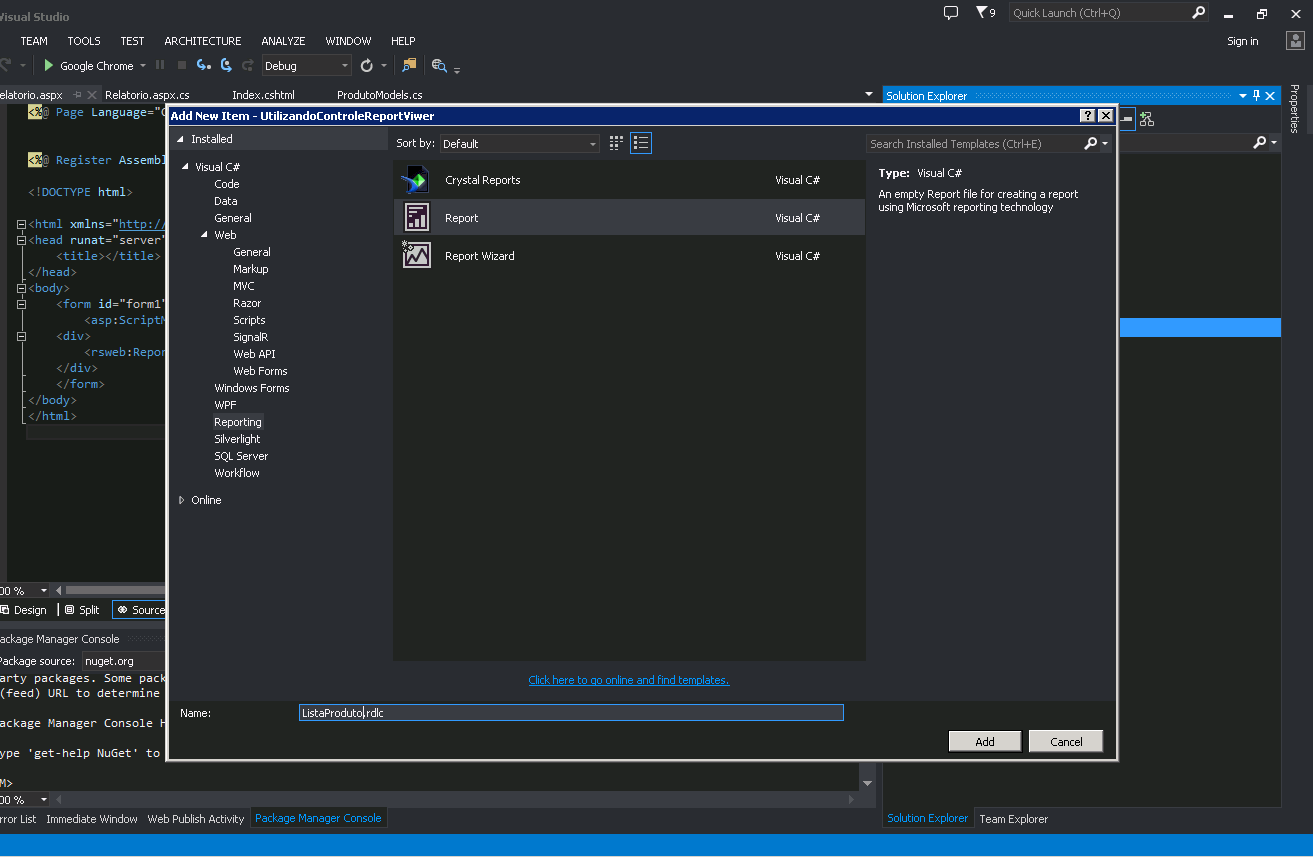 Visual Studio
9
Quick Launch (Ctrl+Q)
TEAM TOOLS TEST ARCHITECTURE ANALYZE WINDOW HELP
Sign in
Google Chrome Debug
elatorio.aspx Relatorio.aspx.cs Index.cshtml ProdutoModels.cs
Solution Explorer
Properties
<%@ Page Language="C
<%@ Register Assembl
<!DOCTYPE html>
<html xmlns="http://
<head runat="server"
<title></title>
</head>
<body>
<form id="form1"
<asp:ScriptM
<div>
<rsweb:Repor
</div>
</form>
</body>
</html>
00 %
Design Split Source
Add New Item - UtilizandoControleReportYiwer
Installed
Visual C#
Code
Data
General
Web
General
Markup
MVC
Razor
Scripts
SignalR
Web API
Web Forms
Windows Forms
WPF
Reporting
Silverlight
SQL Server
Workflow
Online
Sort by: Default
Search Installed Templates (Ctrl+E)
Crystal Reports Visual C#
Report Visual C#
Report Wizard Visual C#
Type: Visual C#
An empty Report file for creating a report
using Microsoft reporting technology
Click here to go online and find templates.
Name: ListaProduto.rdlc
Add Cancel
ackage Manager Console
Package source: nuget.org
arty packages. Some pack
(feed) URL to determine
ackage Manager Console H
ype 'get-help NuGet' to
M>
00 %
rror List Immediate Window Web Publish Activity Package Manager Console
Solution Explorer Team Explorer